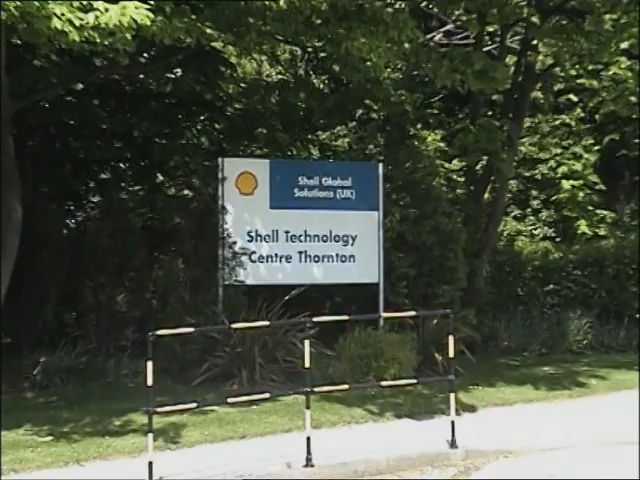 Shell Global
Solutions (UK)
Shell Technology
Centre Thornton